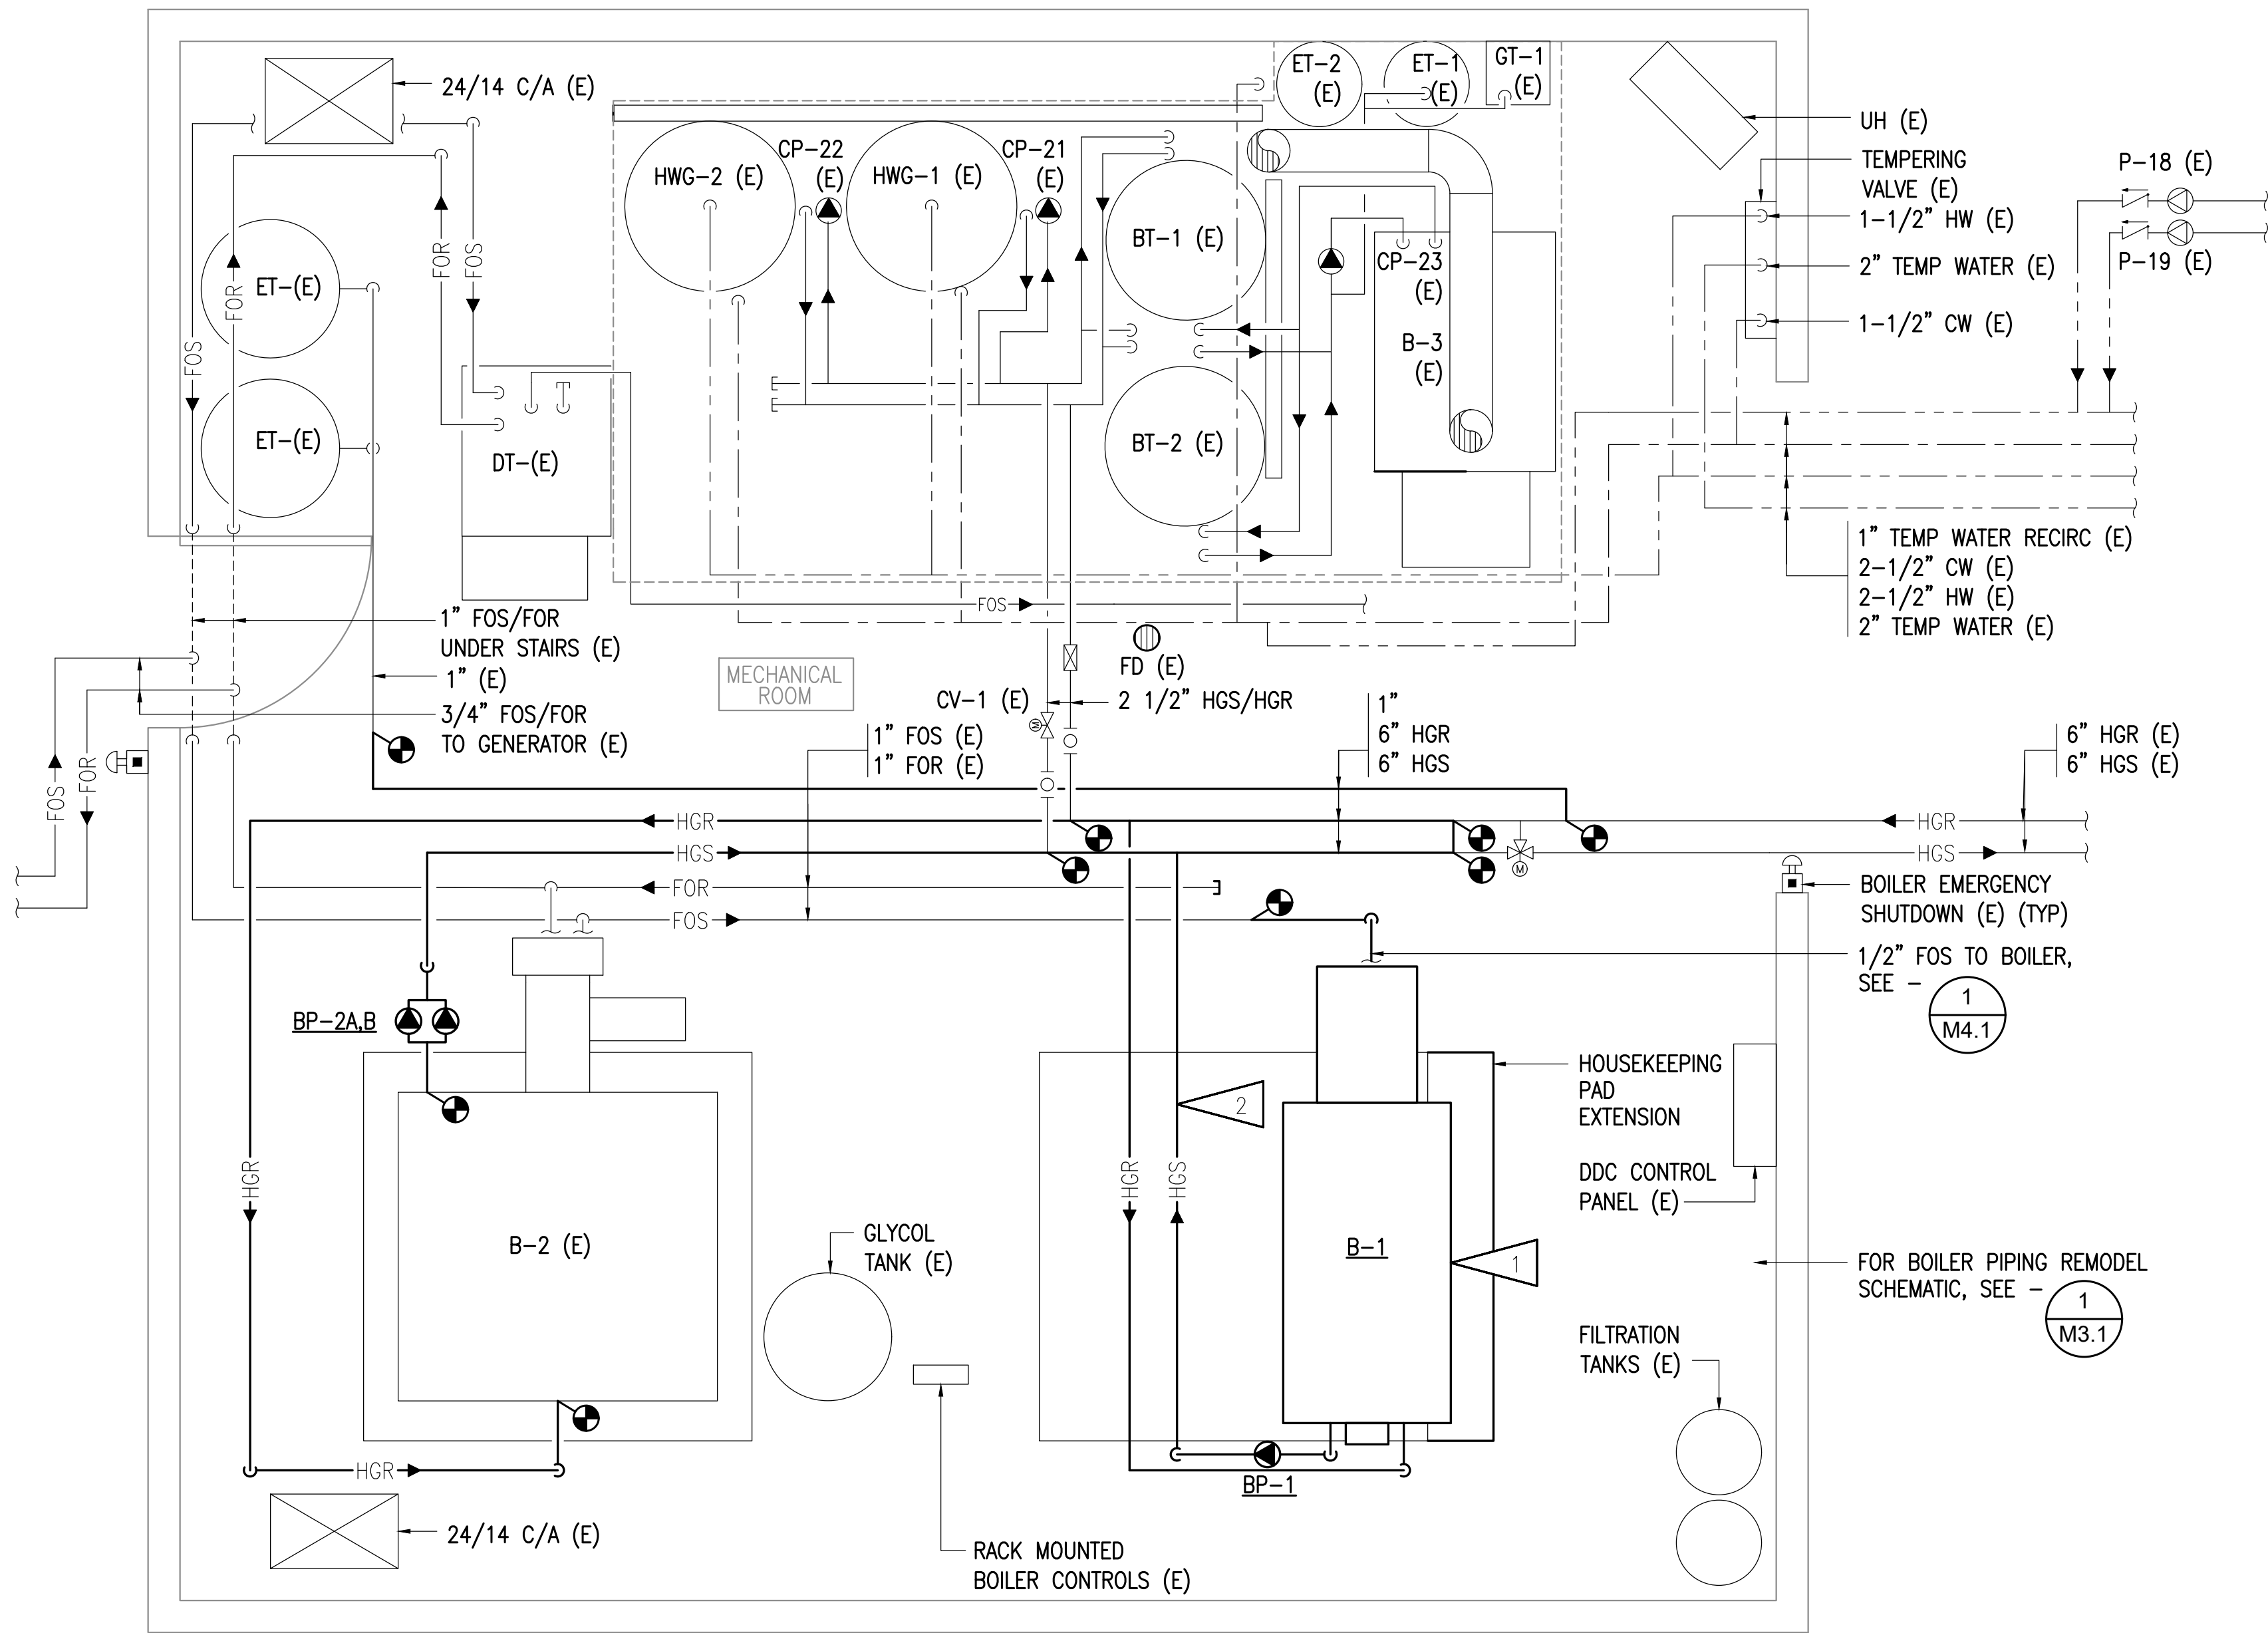 24/14 C/A (E)
ET-2
(E)
ET-1
(E)
GT-1
(E)
UH (E)
TEMPERING
VALVE (E)
1-1/2" HW (E)
2" TEMP WATER (E)
1-1/2" CW (E)
P-18 (E)
P-19 (E)
HWG-2 (E)
CP-22
(E)
HWG-1 (E)
CP-21
(E)
BT-1 (E)
CP-23
(E)
B-3
(E)
BT-2 (E)
ET-(E)
ET-(E)
FOR
FOR
FOS
FOS
DT-(E)
FOS
1" TEMP WATER RECIRC (E)
2-1/2" CW (E)
2-1/2" HW (E)
2" TEMP WATER (E)
1" FOS/FOR
UNDER STAIRS (E)
1" (E)
3/4" FOS/FOR
TO GENERATOR (E)
MECHANICAL
ROOM
FD (E)
CV-1 (E)
2 1/2" HGS/HGR
M
1" FOS (E)
1" FOR (E)
1"
6" HGR
6" HGS
6" HGR (E)
6" HGS (E)
FOS
FOR
HGR
HGS
HGR
HGS
M
FOR
FOS
BOILER EMERGENCY
SHUTDOWN (E) (TYP)
1/2" FOS TO BOILER,
SEE -
1
M4.1
BP-2A,B
HOUSEKEEPING
PAD
EXTENSION
2
HGR
HGR
HGS
DDC CONTROL
PANEL (E)
B-2 (E)
GLYCOL
TANK (E)
B-1
1
FOR BOILER PIPING REMODEL
SCHEMATIC, SEE -
1
M3.1
FILTRATION
TANKS (E)
HGR
BP-1
24/14 C/A (E)
RACK MOUNTED
BOILER CONTROLS (E)